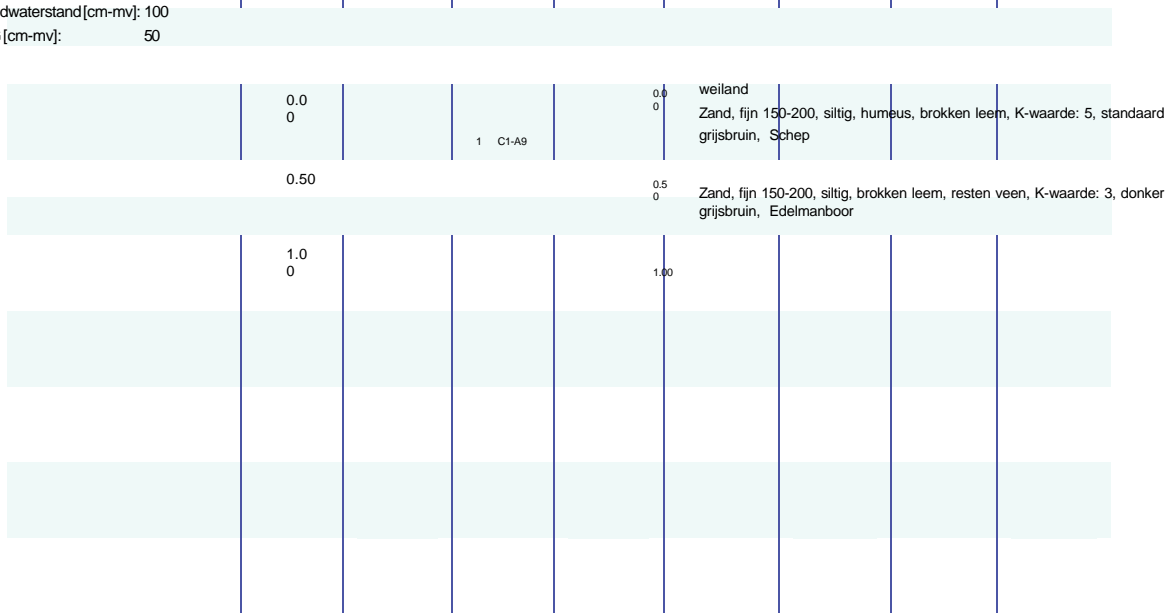 dwaterstand[cm-mv]: 100
[cm-mv]: 50
weiland
0.0
0
0.0
0
Zand, fijn 150-200, siltig, humeus, brokken leem, K-waarde: 5, standaard
grijsbruin, Schep
1 C1-A9
0.50
0.5
0
Zand, fijn 150-200, siltig, brokken leem, resten veen, K-waarde: 3, donker
grijsbruin, Edelmanboor
1.0
0
1.00